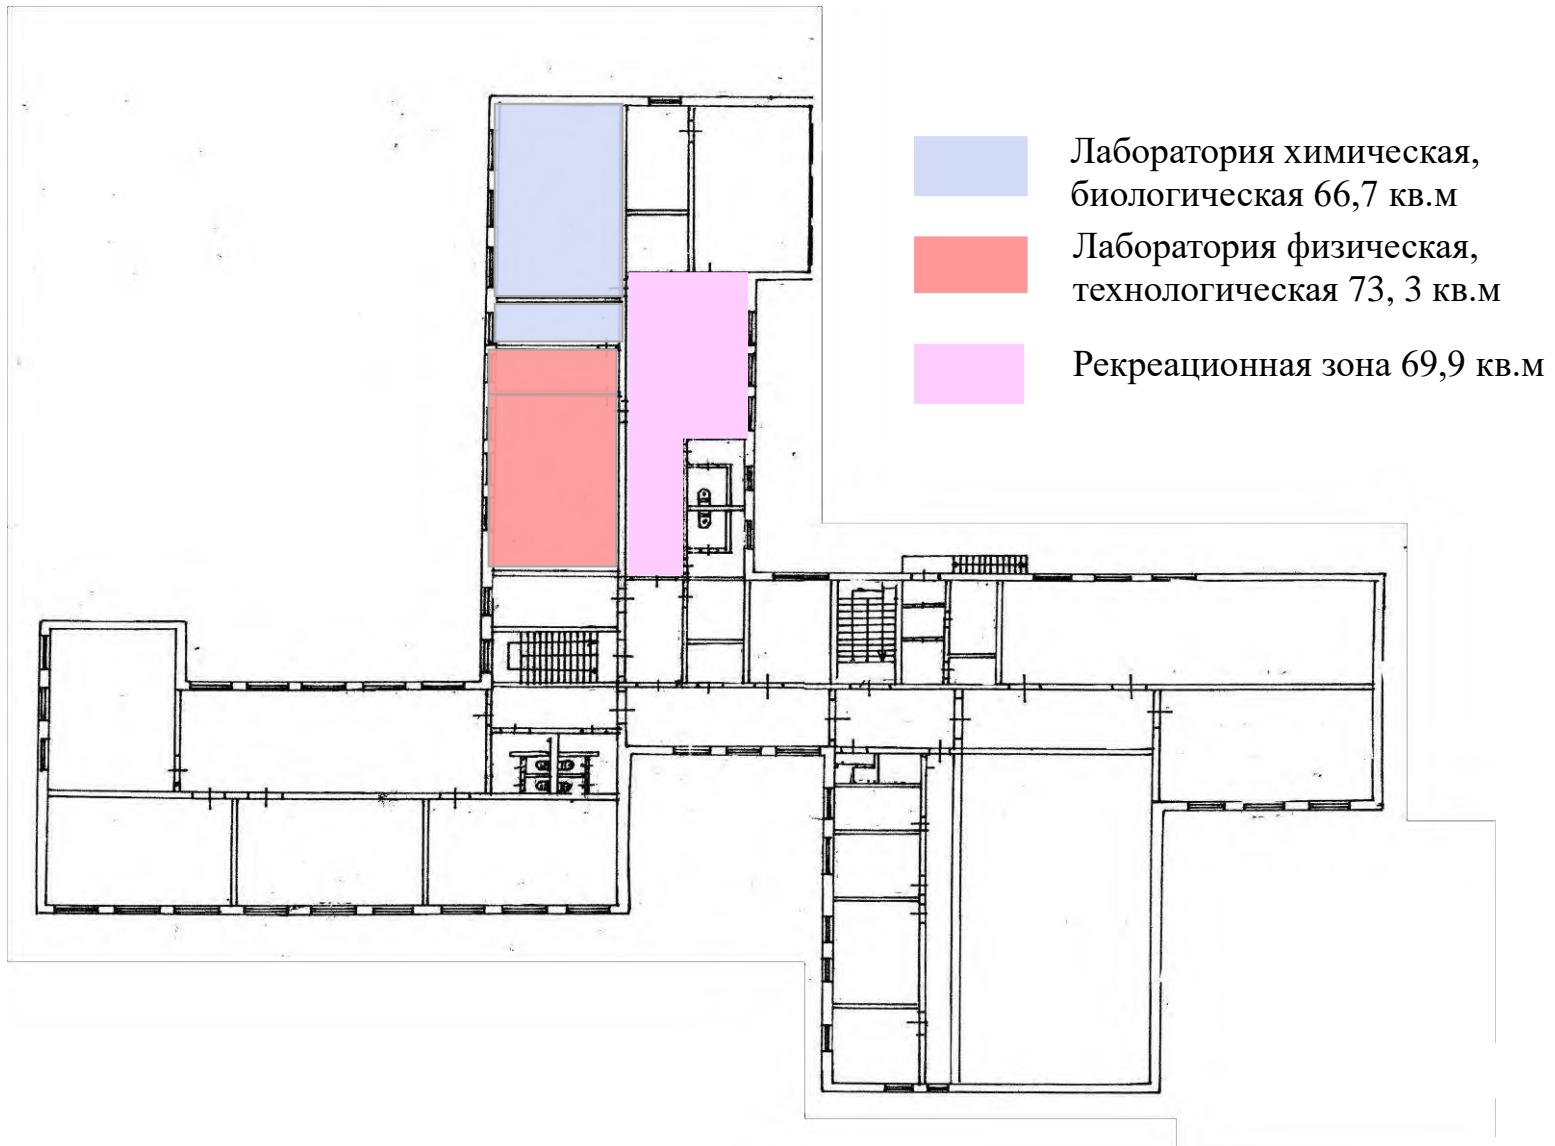 Лаборатория химическая,
биологическая 66,7 кв.м
Лаборатория физическая,
технологическая 73, 3 кв.м
Рекреационная зона 69,9 кв.м